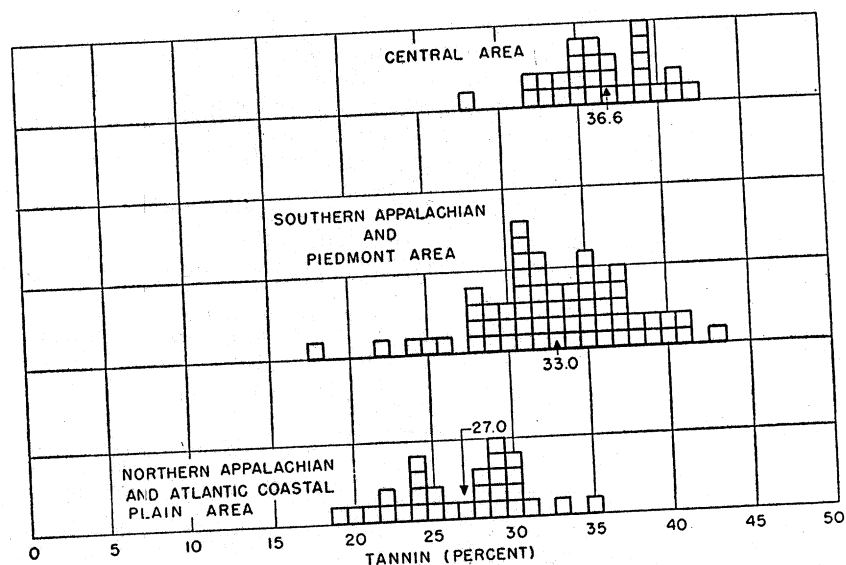 CENTRAL AREA
36.6
SOUTHERN APPALACHIAN
AND
PIEDMONT AREA
33.0
27.0
NORTHERN APPALACHIAN
AND ATLANTIC COASTAL
PLAIN AREA
0 5 10 15 20 25 30 35 40 45 50
TANNIN (PERCENT)